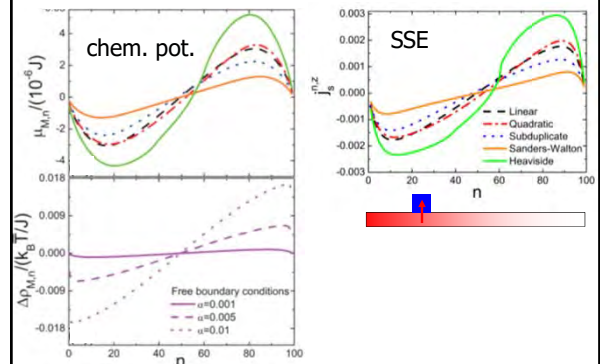 chem. pot.
μM,n/(10⁻⁶J)
4
2
0
-2
-4
SSE
js^n,z
0.003
0.002
0.001
0.000
-0.001
-0.002
-0.003
Linear
Quadratic
Subduplicate
Sanders-Walton
Heaviside
0 20 40 60 80 100
n
ΔρM,n/(kBT̅/J)
0.018
0.009
0.000
-0.009
-0.018
Free boundary conditions
α=0.001
α=0.005
α=0.01
0 20 40 60 80 100
n